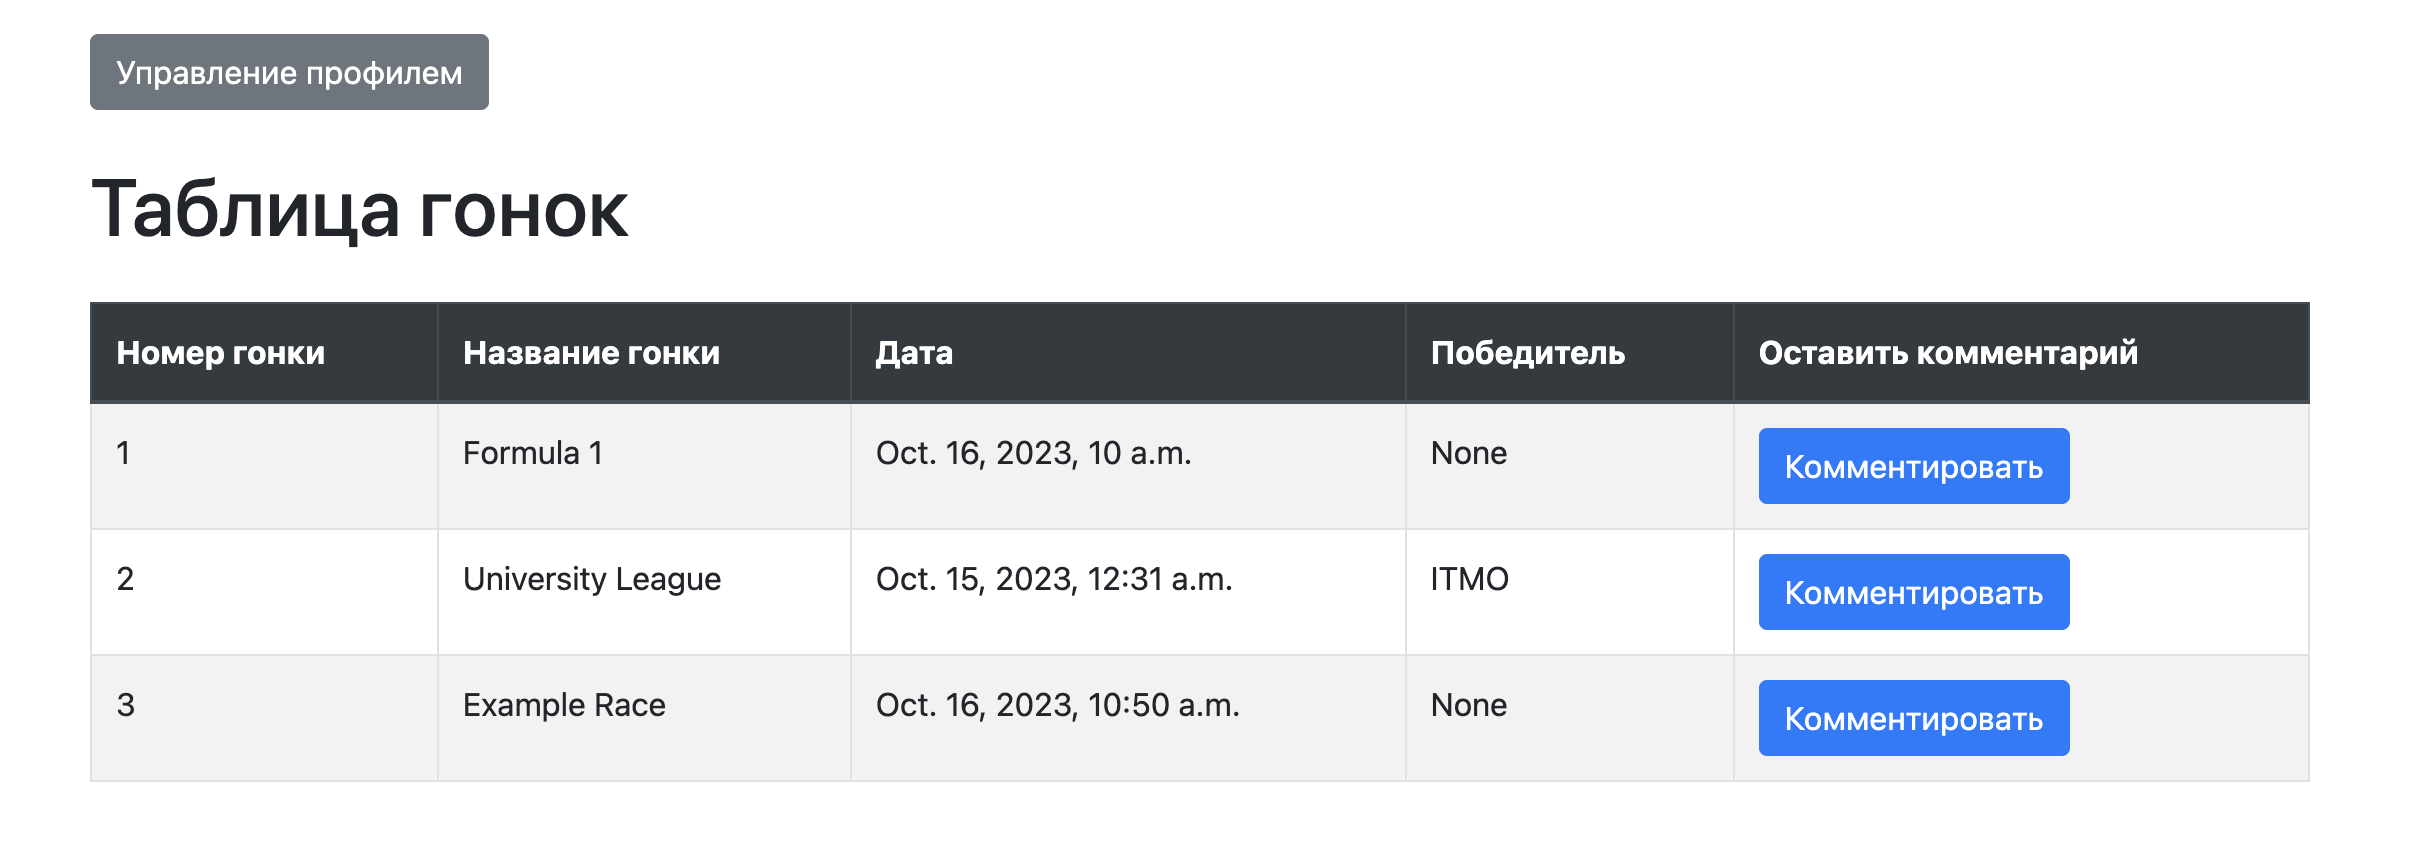 Управление профилем
Таблица гонок
Номер гонки Название гонки Дата Победитель Оставить комментарий
1 Formula 1 Oct. 16, 2023, 10 a.m. None Комментировать
2 University League Oct. 15, 2023, 12:31 a.m. ITMO Комментировать
3 Example Race Oct. 16, 2023, 10:50 a.m. None Комментировать